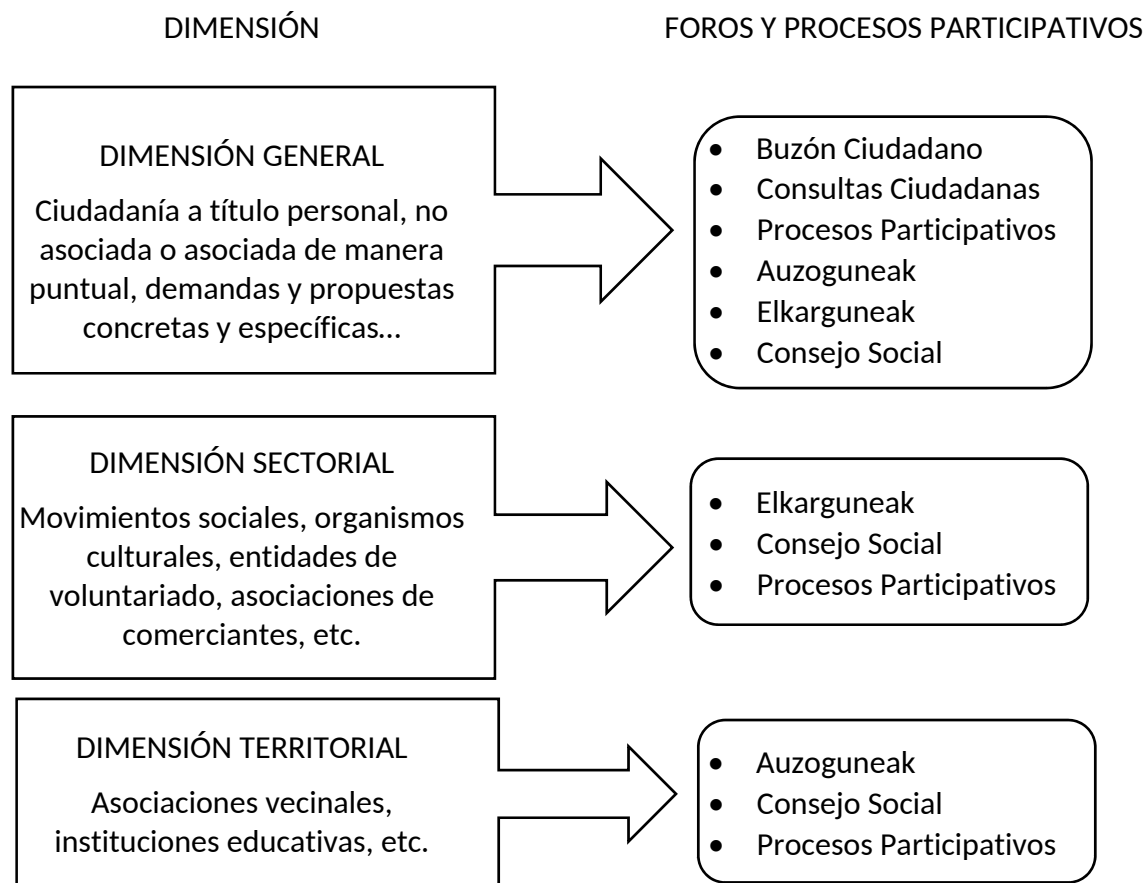 DIMENSIÓN
FOROS Y PROCESOS PARTICIPATIVOS
DIMENSIÓN GENERAL
Ciudadanía a título personal, no
asociada o asociada de manera
puntual, demandas y propuestas
concretas y específicas...
• Buzón Ciudadano
• Consultas Ciudadanas
• Procesos Participativos
• Auzoguneak
• Elkarguneak
• Consejo Social
DIMENSIÓN SECTORIAL
Movimientos sociales, organismos
culturales, entidades de
voluntariado, asociaciones de
comerciantes, etc.
• Elkarguneak
• Consejo Social
• Procesos Participativos
DIMENSIÓN TERRITORIAL
Asociaciones vecinales,
instituciones educativas, etc.
• Auzoguneak
• Consejo Social
• Procesos Participativos